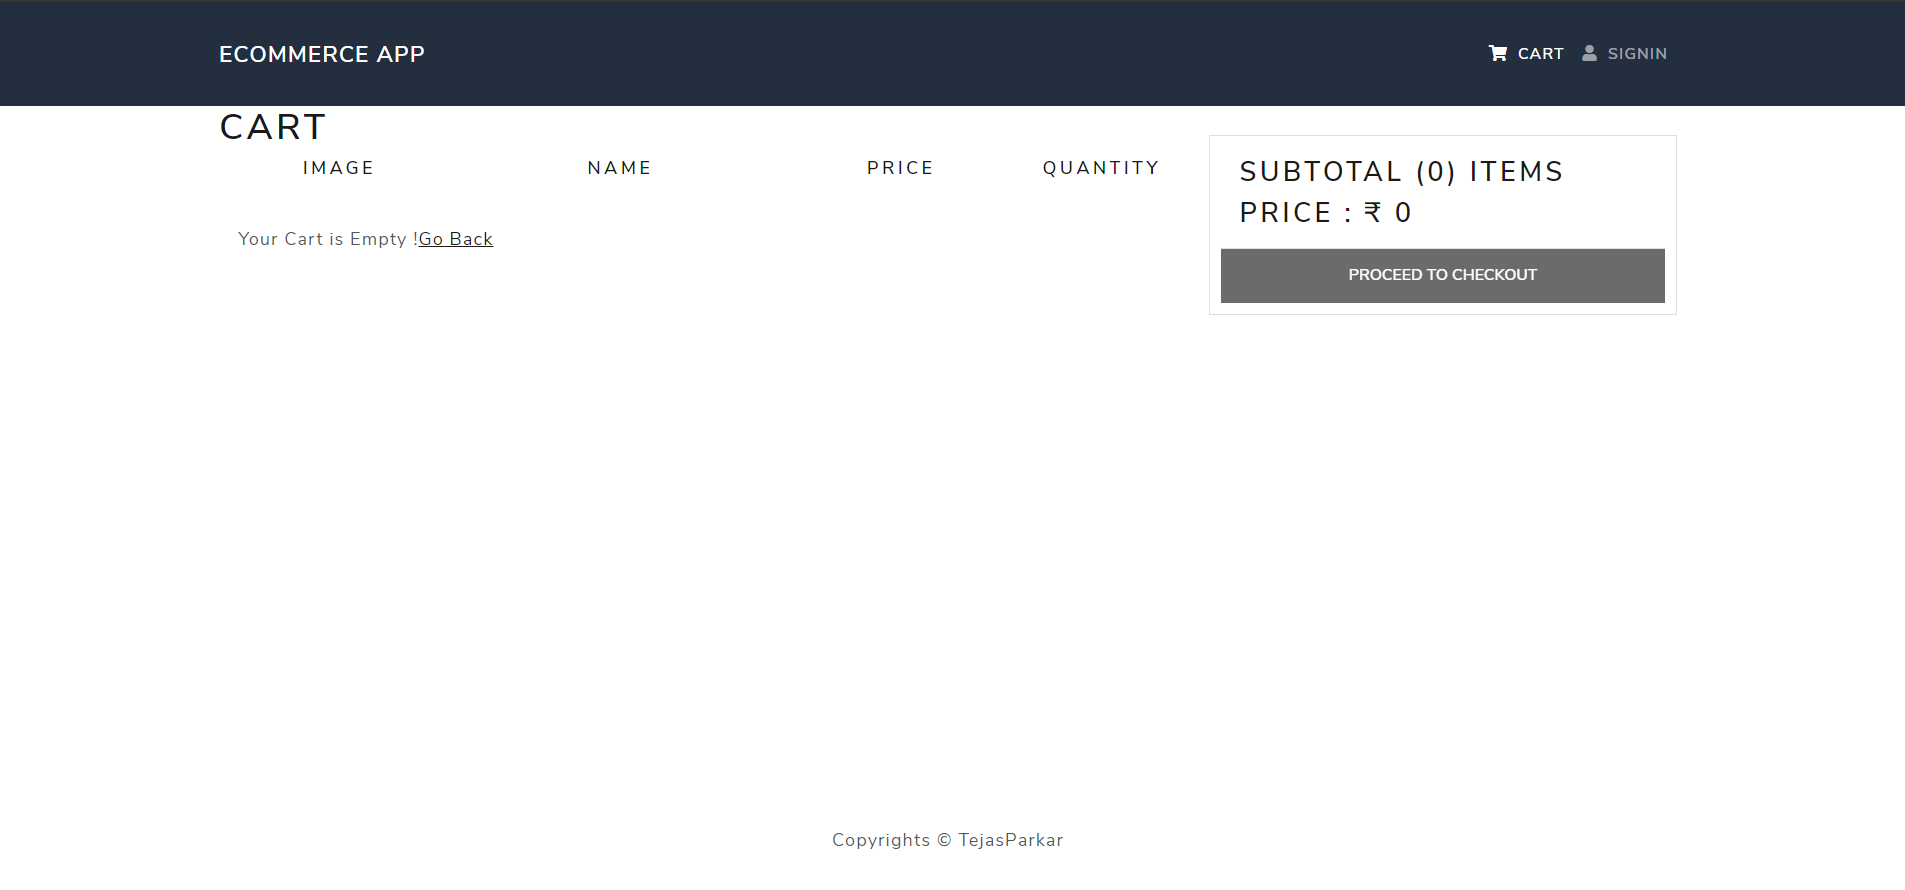 ECOMMERCE APP
CART SIGNIN
CART
IMAGE NAME PRICE QUANTITY
Your Cart is Empty !Go Back
SUBTOTAL (0) ITEMS
PRICE : ₹ 0
PROCEED TO CHECKOUT
Copyrights © TejasParkar